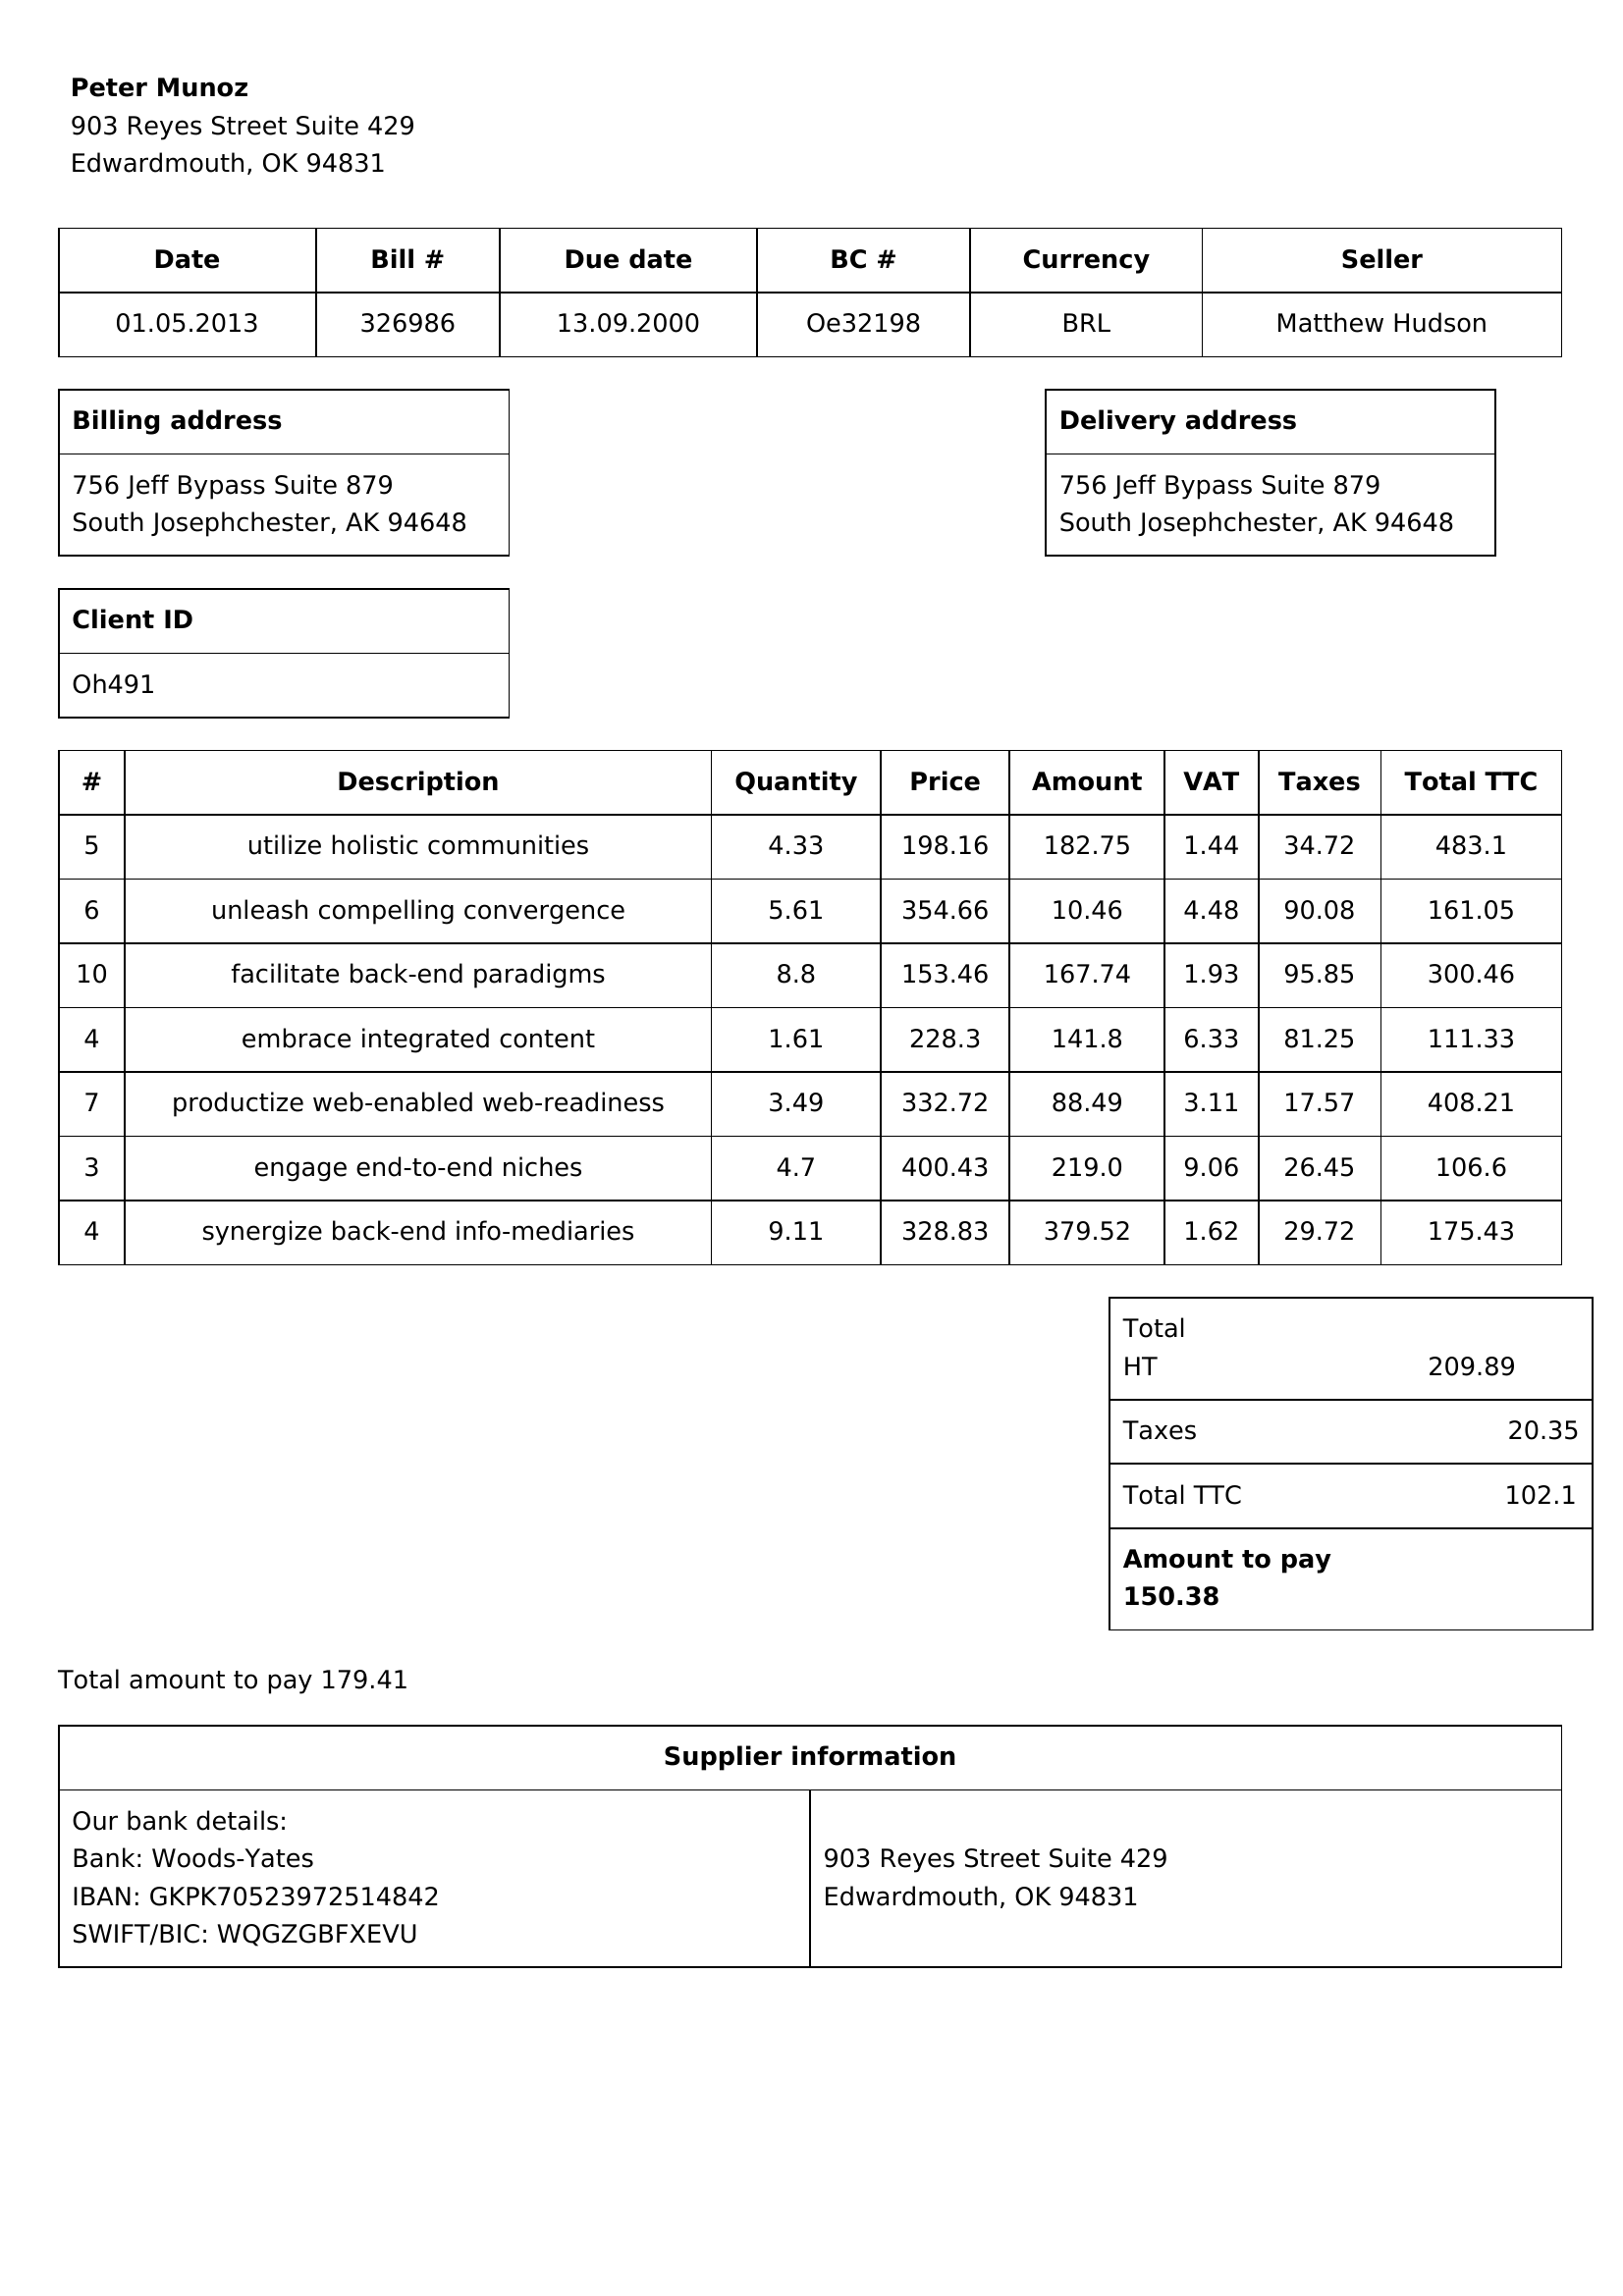 Peter Munoz
903 Reyes Street Suite 429
Edwardmouth, OK 94831
Date Bill # Due date BC # Currency Seller
01.05.2013 326986 13.09.2000 Oe32198 BRL Matthew Hudson
Billing address
756 Jeff Bypass Suite 879
South Josephchester, AK 94648
Delivery address
756 Jeff Bypass Suite 879
South Josephchester, AK 94648
Client ID
Oh491
# Description Quantity Price Amount VAT Taxes Total TTC
5 utilize holistic communities 4.33 198.16 182.75 1.44 34.72 483.1
6 unleash compelling convergence 5.61 354.66 10.46 4.48 90.08 161.05
10 facilitate back-end paradigms 8.8 153.46 167.74 1.93 95.85 300.46
4 embrace integrated content 1.61 228.3 141.8 6.33 81.25 111.33
7 productize web-enabled web-readiness 3.49 332.72 88.49 3.11 17.57 408.21
3 engage end-to-end niches 4.7 400.43 219.0 9.06 26.45 106.6
4 synergize back-end info-mediaries 9.11 328.83 379.52 1.62 29.72 175.43
Total
HT 209.89
Taxes 20.35
Total TTC 102.1
Amount to pay
150.38
Total amount to pay 179.41
Supplier information
Our bank details:
Bank: Woods-Yates
IBAN: GKPK70523972514842
SWIFT/BIC: WQGZGBFXEVU
903 Reyes Street Suite 429
Edwardmouth, OK 94831